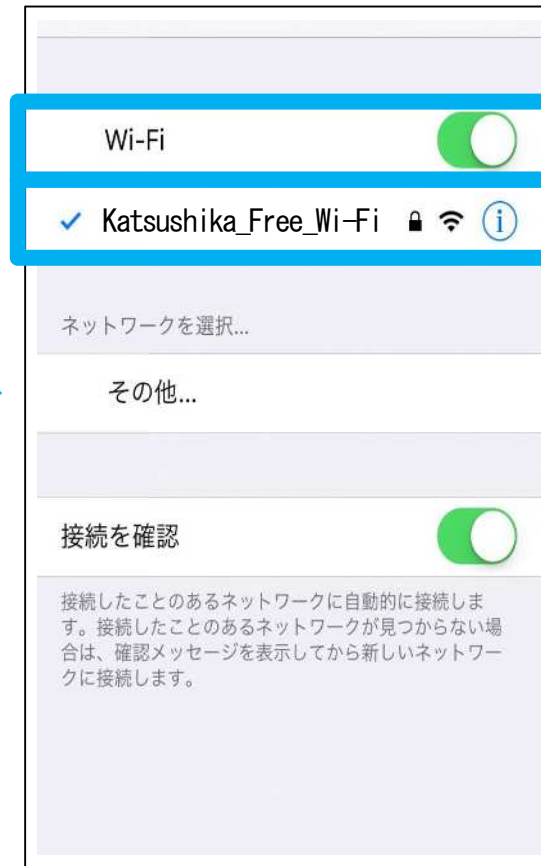 Wi-Fi
Katsushika_Free_Wi-Fi
ネットワークを選択...
その他...
接続を確認
接続したことのあるネットワークに自動的に接続しま
す。接続したことのあるネットワークが見つからない場
合は、確認メッセージを表示してから新しいネットワー
クに接続します。